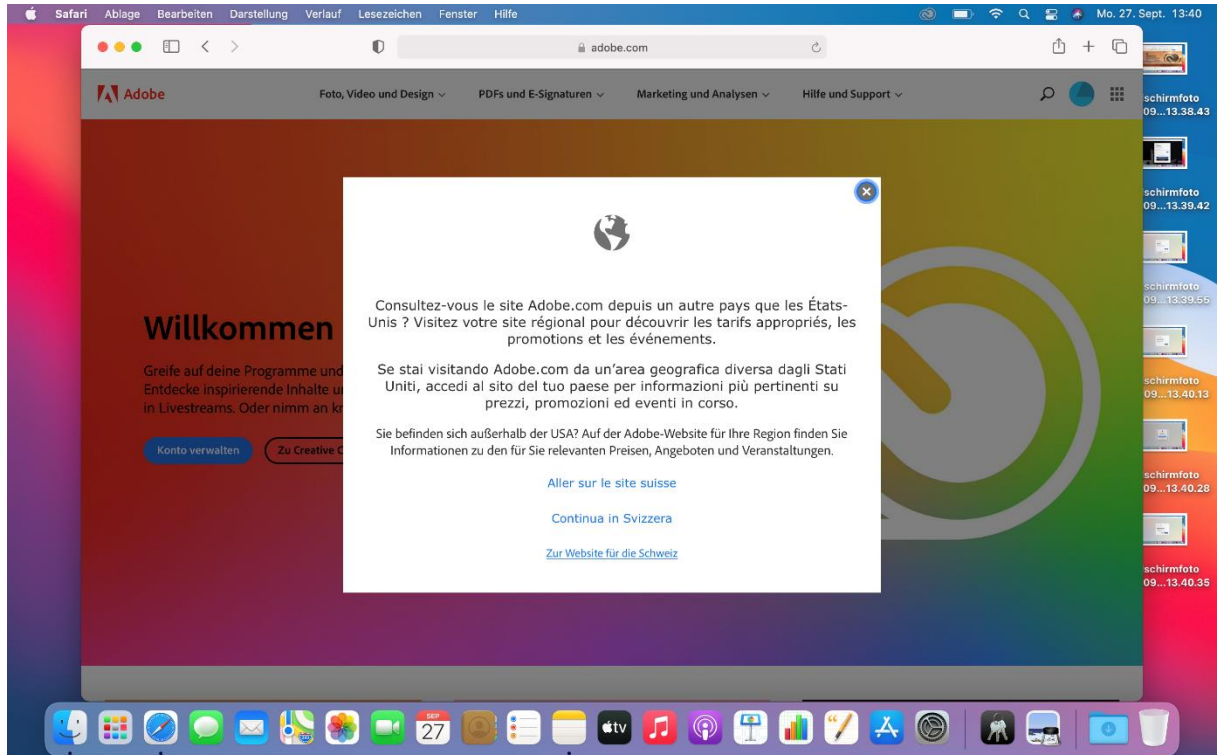 Safari Ablage Bearbeiten Darstellung Verlauf Lesezeichen Fenster Hilfe Mo. 27. Sept. 13:40
adobe.com
Adobe Foto, Video und Design PDFs und E-Signaturen Marketing und Analysen Hilfe und Support
Consultez-vous le site Adobe.com depuis un autre pays que les États-
Unis ? Visitez votre site régional pour découvrir les tarifs appropriés, les
promotions et les événements.
Se stai visitando Adobe.com da un'area geografica diversa dagli Stati
Uniti, accedi al sito del tuo paese per informazioni più pertinenti su
prezzi, promozioni ed eventi in corso.
Sie befinden sich außerhalb der USA? Auf der Adobe-Website für Ihre Region finden Sie
Informationen zu den für Sie relevanten Preisen, Angeboten und Veranstaltungen.
Aller sur le site suisse
Continua in Svizzera
Zur Website für die Schweiz
Willkommen
Greife auf deine Programme und
Entdecke inspirierende Inhalte u
in Livestreams. Oder nimm an kr
Konto verwalten Zu Creative C
schirmfoto
09...13.38.43
schirmfoto
09...13.39.42
schirmfoto
09...13.39.55
schirmfoto
09...13.40.13
schirmfoto
09...13.40.28
schirmfoto
09...13.40.35
SEP
27
tv